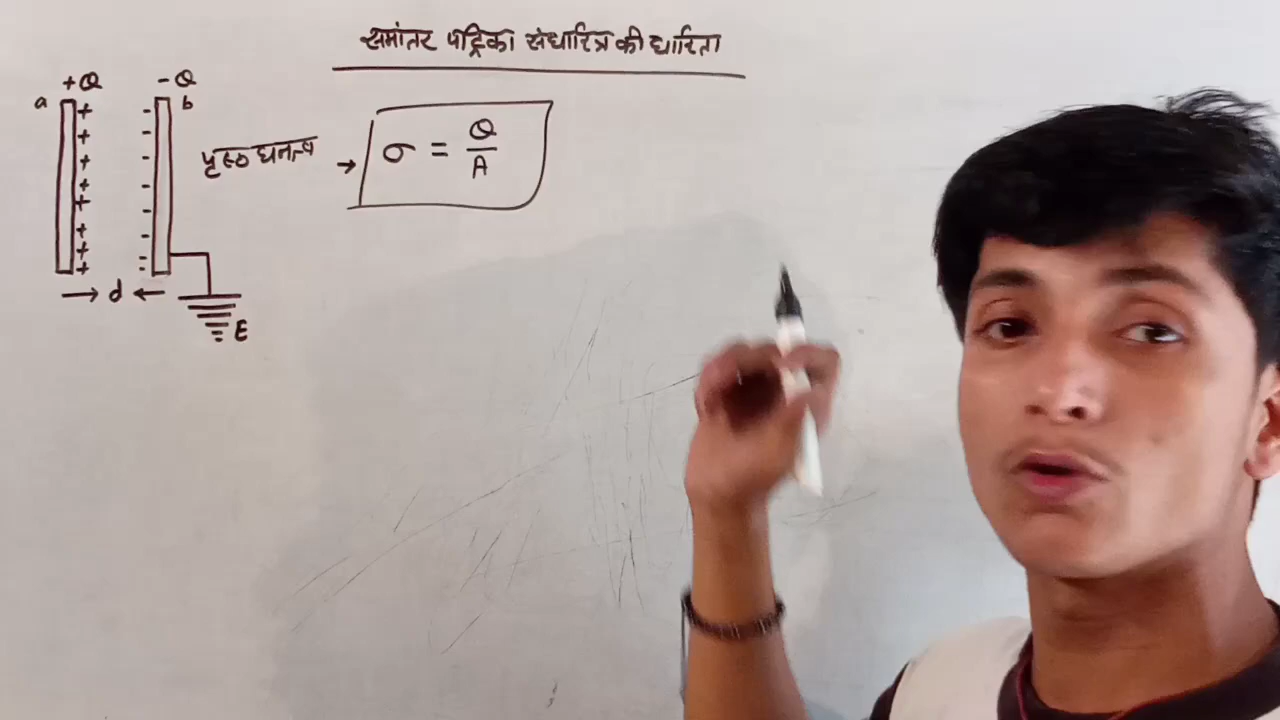 समांतर पट्टिका संधारित्र की धारिता
+Q -Q
a b
पृष्ठ घनत्व → σ = Q/A
→ d ←
E